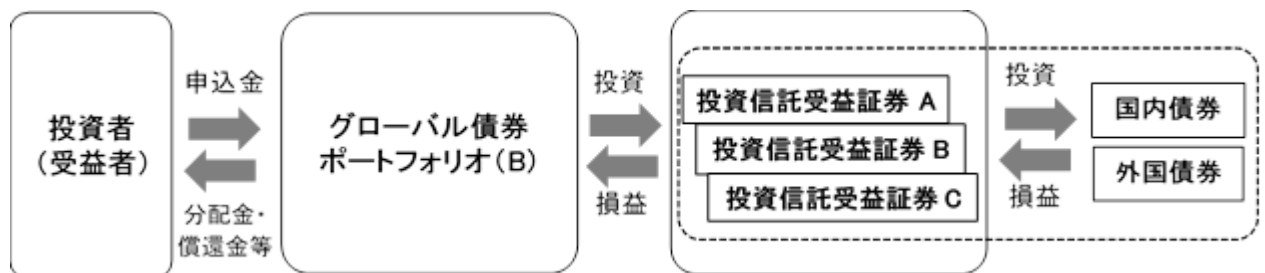 投資者
(受益者)
申込金
分配金・
償還金等
グローバル債券
ポートフォリオ(B)
投資
損益
投資信託受益証券 A
投資信託受益証券 B
投資信託受益証券 C
投資
損益
国内債券
外国債券